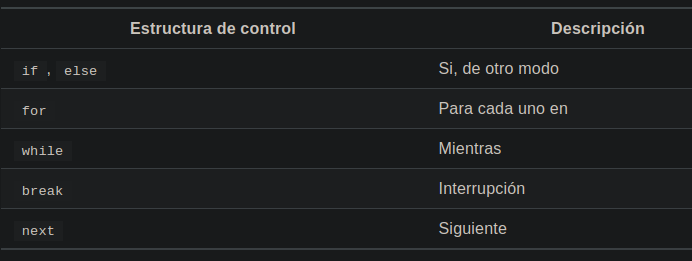 Estructura de control Descripción
if, else Si, de otro modo
for Para cada uno en
while Mientras
break Interrupción
next Siguiente